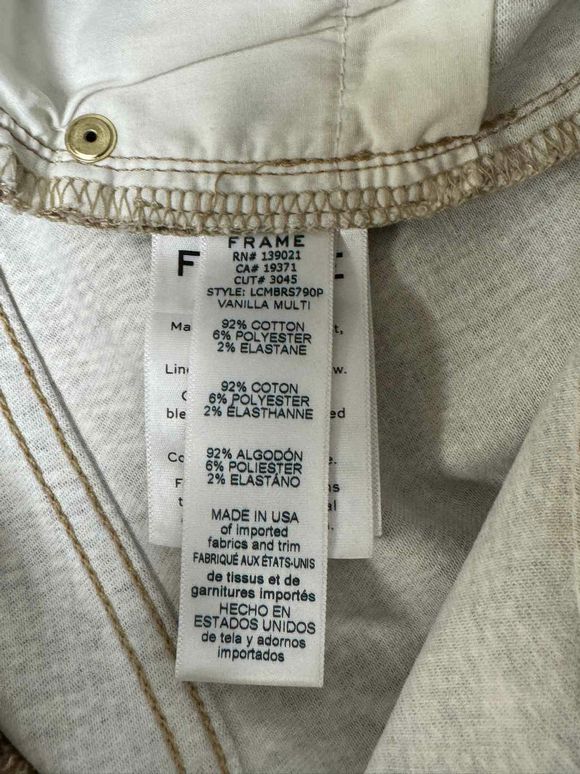 FRAME
RN# 139021
CA# 19371
CUT# 3045
STYLE: LCMBRS790P
VANILLA MULTI
92% COTTON
6% POLYESTER
2% ELASTANE
92% COTON
6% POLYESTER
2% ÉLASTHANNE
92% ALGODÓN
6% POLIESTER
2% ELASTANO
MADE IN USA
of imported
fabrics and trim
FABRIQUÉ AUX ÉTATS-UNIS
de tissus et de
garnitures importés
HECHO EN
ESTADOS UNIDOS
de tela y adornos
importados